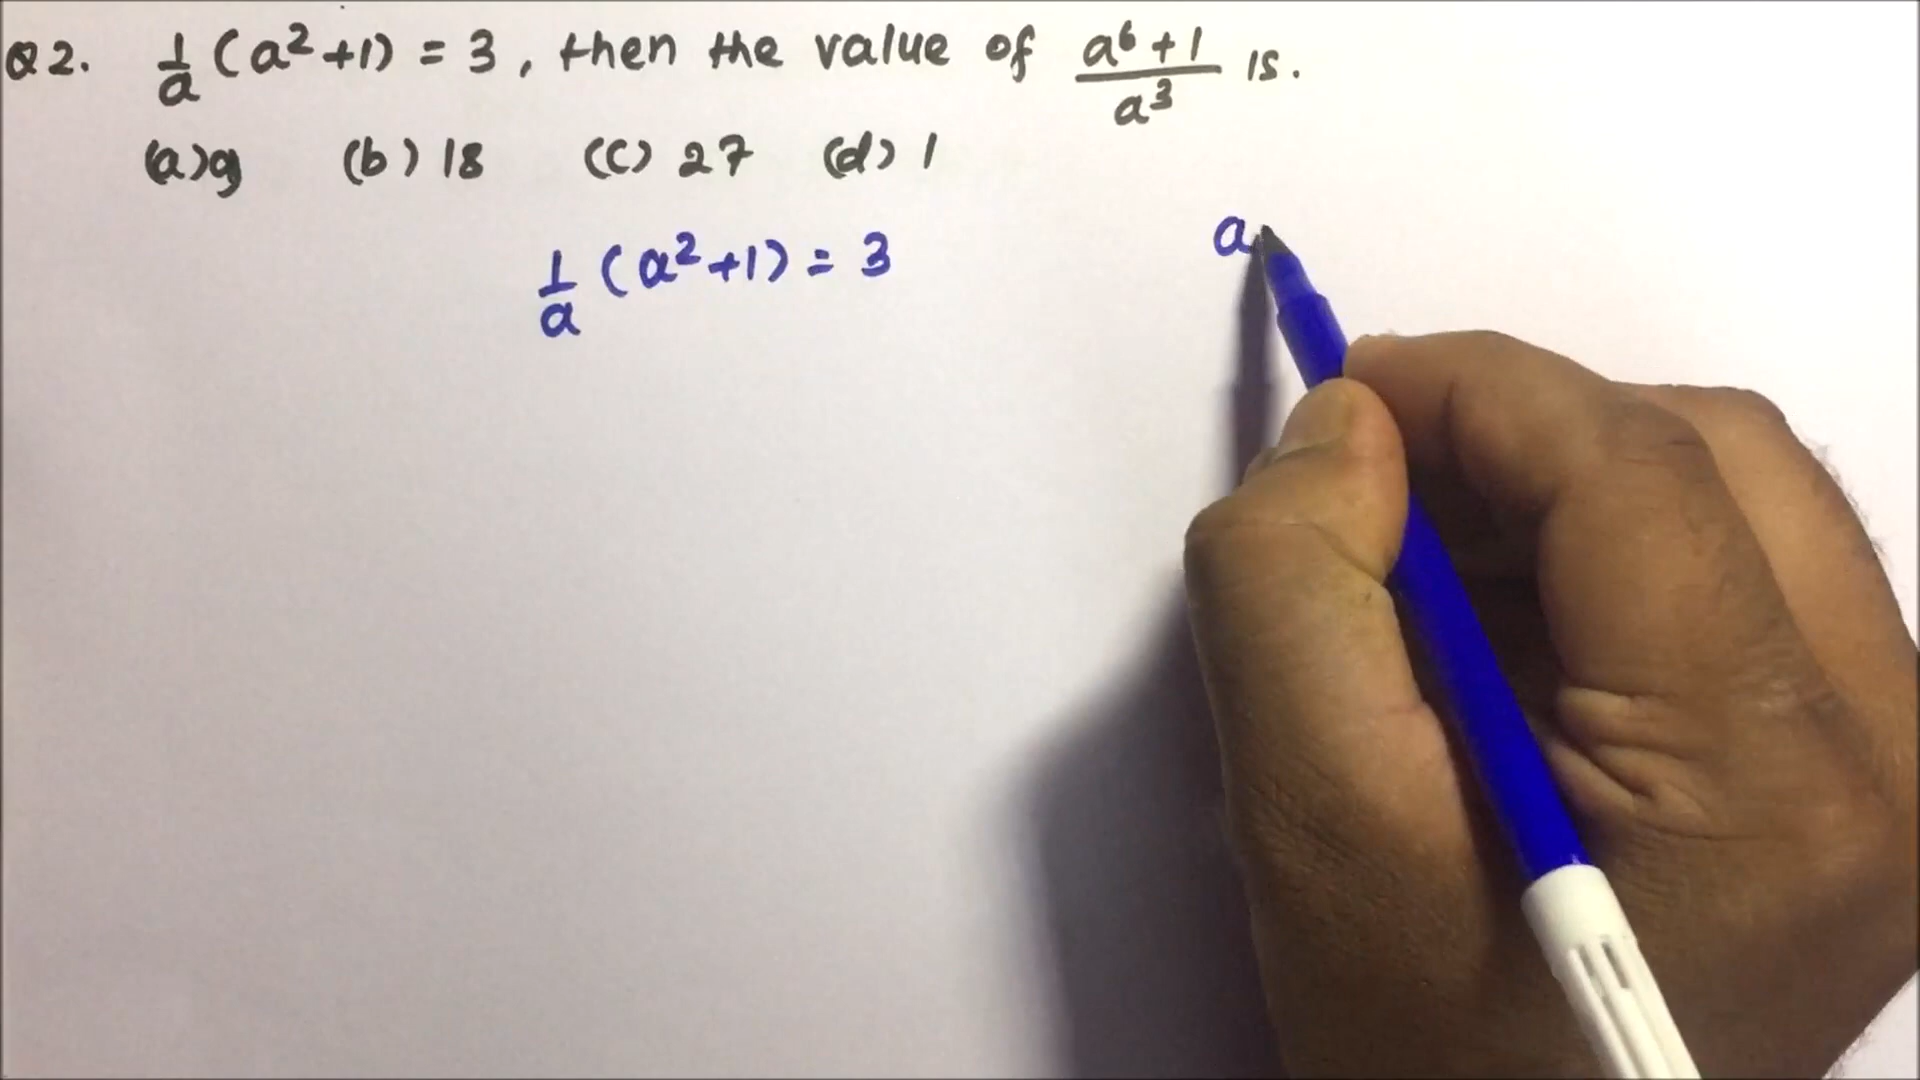 Q2. 1/a (a²+1) = 3, then the value of (a⁶+1)/a³ is.
(a) 9 (b) 18 (c) 27 (d) 1
1/a (a²+1) = 3 a